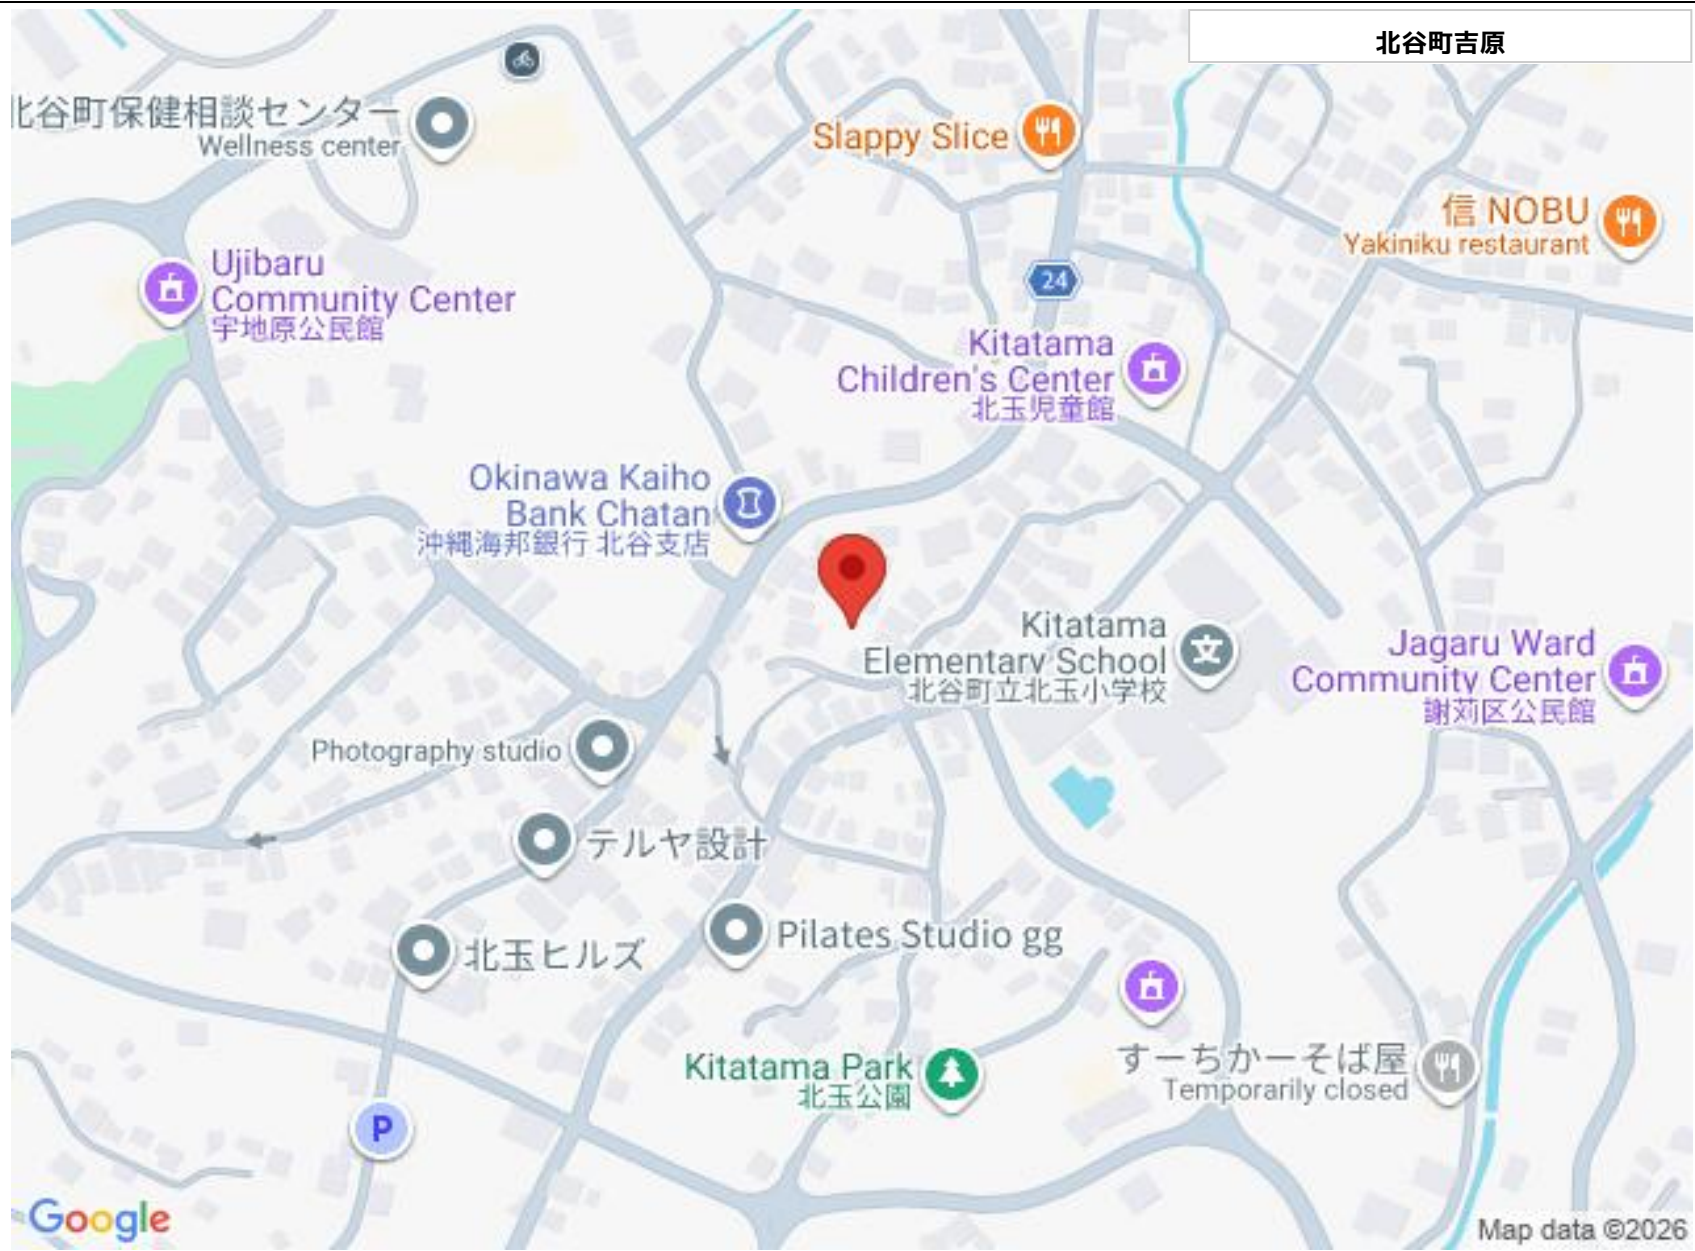 北谷町吉原
北谷町保健相談センター
Wellness center
Slappy Slice
信 NOBU
Yakiniku restaurant
Ujibaru
Community Center
宇地原公民館
24
Kitatama
Children's Center
北玉児童館
Okinawa Kaiho
Bank Chatan
沖縄海邦銀行 北谷支店
Kitatama
Elementary School
北谷町立北玉小学校
文
Jagaru Ward
Community Center
謝苅区公民館
Photography studio
テルヤ設計
北玉ヒルズ
Pilates Studio gg
Kitatama Park
北玉公園
すーちかーそば屋
Temporarily closed
P
Google
Map data ©2026